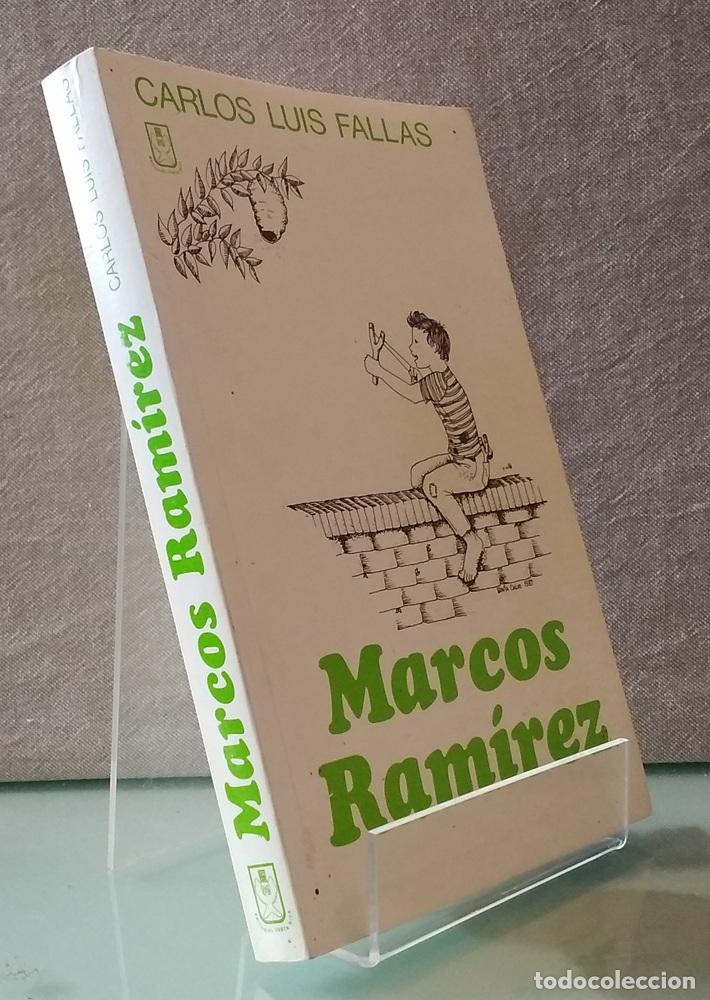 CARLOS LUIS FALLAS
Marcos
Ramírez
Marcos Ramírez
CARLOS LUIS FALLAS
todocoleccion